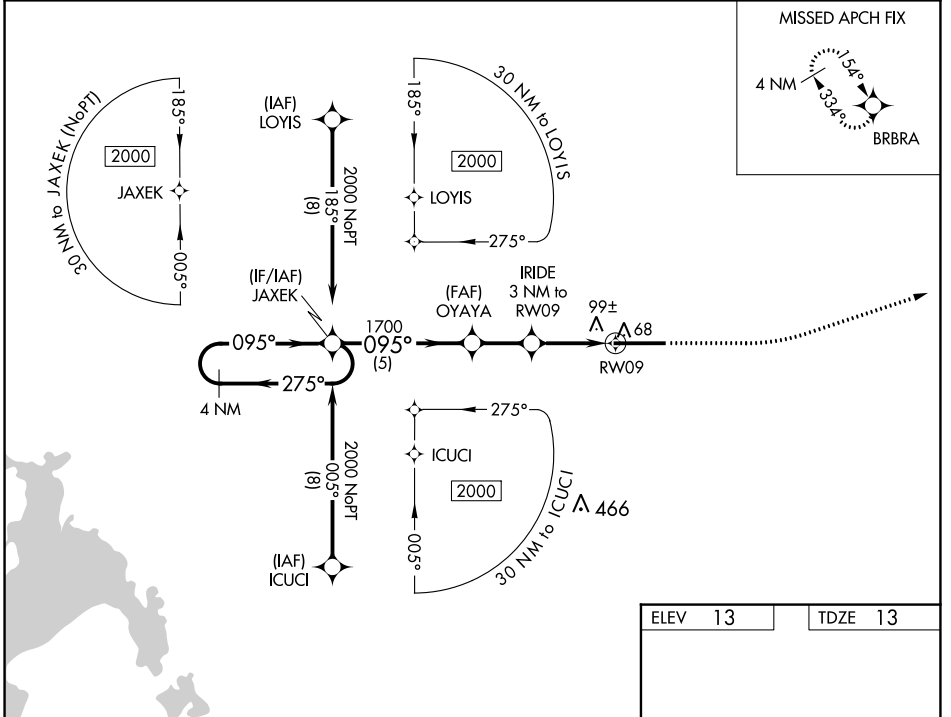 MISSED APCH FIX
4 NM
154°
334°
BRBRA
30 NM to JAXEK (NoPT)
185°
2000
JAXEK
005°
(IAF)
LOYIS
2000 NoPT
185°
(8)
30 NM to LOYIS
185°
2000
LOYIS
275°
(IF/IAF)
JAXEK
095°
275°
4 NM
1700
095°
(5)
(FAF)
OYAYA
IRIDE
3 NM to
RW09
99±
68
RW09
2000 NoPT
005°
(8)
(IAF)
ICUCI
275°
ICUCI
2000
005°
30 NM to ICUCI
466
ELEV 13
TDZE 13